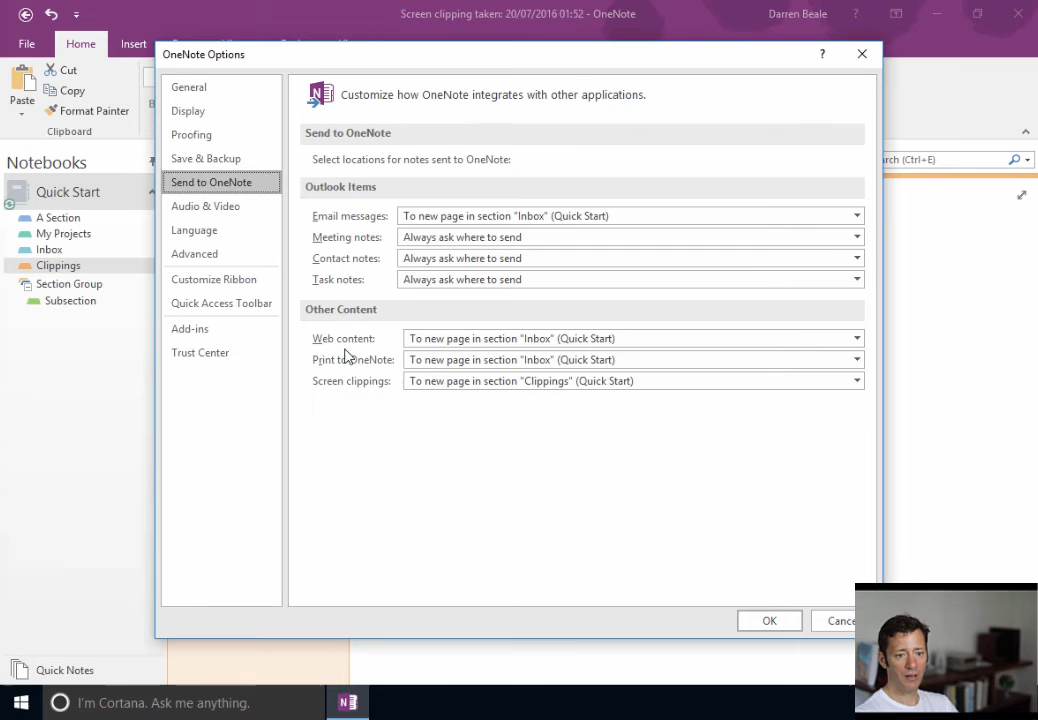 Screen clipping taken: 20/07/2016 01:52 - OneNote
Darren Beale
?
File
Home
Insert
OneNote Options
?
Cut
Copy
Format Painter
Paste
B
Clipboard
Notebooks
Quick Start
A Section
My Projects
Inbox
Clippings
Section Group
Subsection
Quick Notes
General
Display
Proofing
Save & Backup
Send to OneNote
Audio & Video
Language
Advanced
Customize Ribbon
Quick Access Toolbar
Add-ins
Trust Center
N
Customize how OneNote integrates with other applications.
Send to OneNote
Select locations for notes sent to OneNote:
Outlook Items
Email messages: To new page in section "Inbox" (Quick Start)
Meeting notes: Always ask where to send
Contact notes: Always ask where to send
Task notes: Always ask where to send
Other Content
Web content: To new page in section "Inbox" (Quick Start)
Print to OneNote: To new page in section "Inbox" (Quick Start)
Screen clippings: To new page in section "Clippings" (Quick Start)
OK
Cance
rch (Ctrl+E)
I'm Cortana. Ask me anything.
N